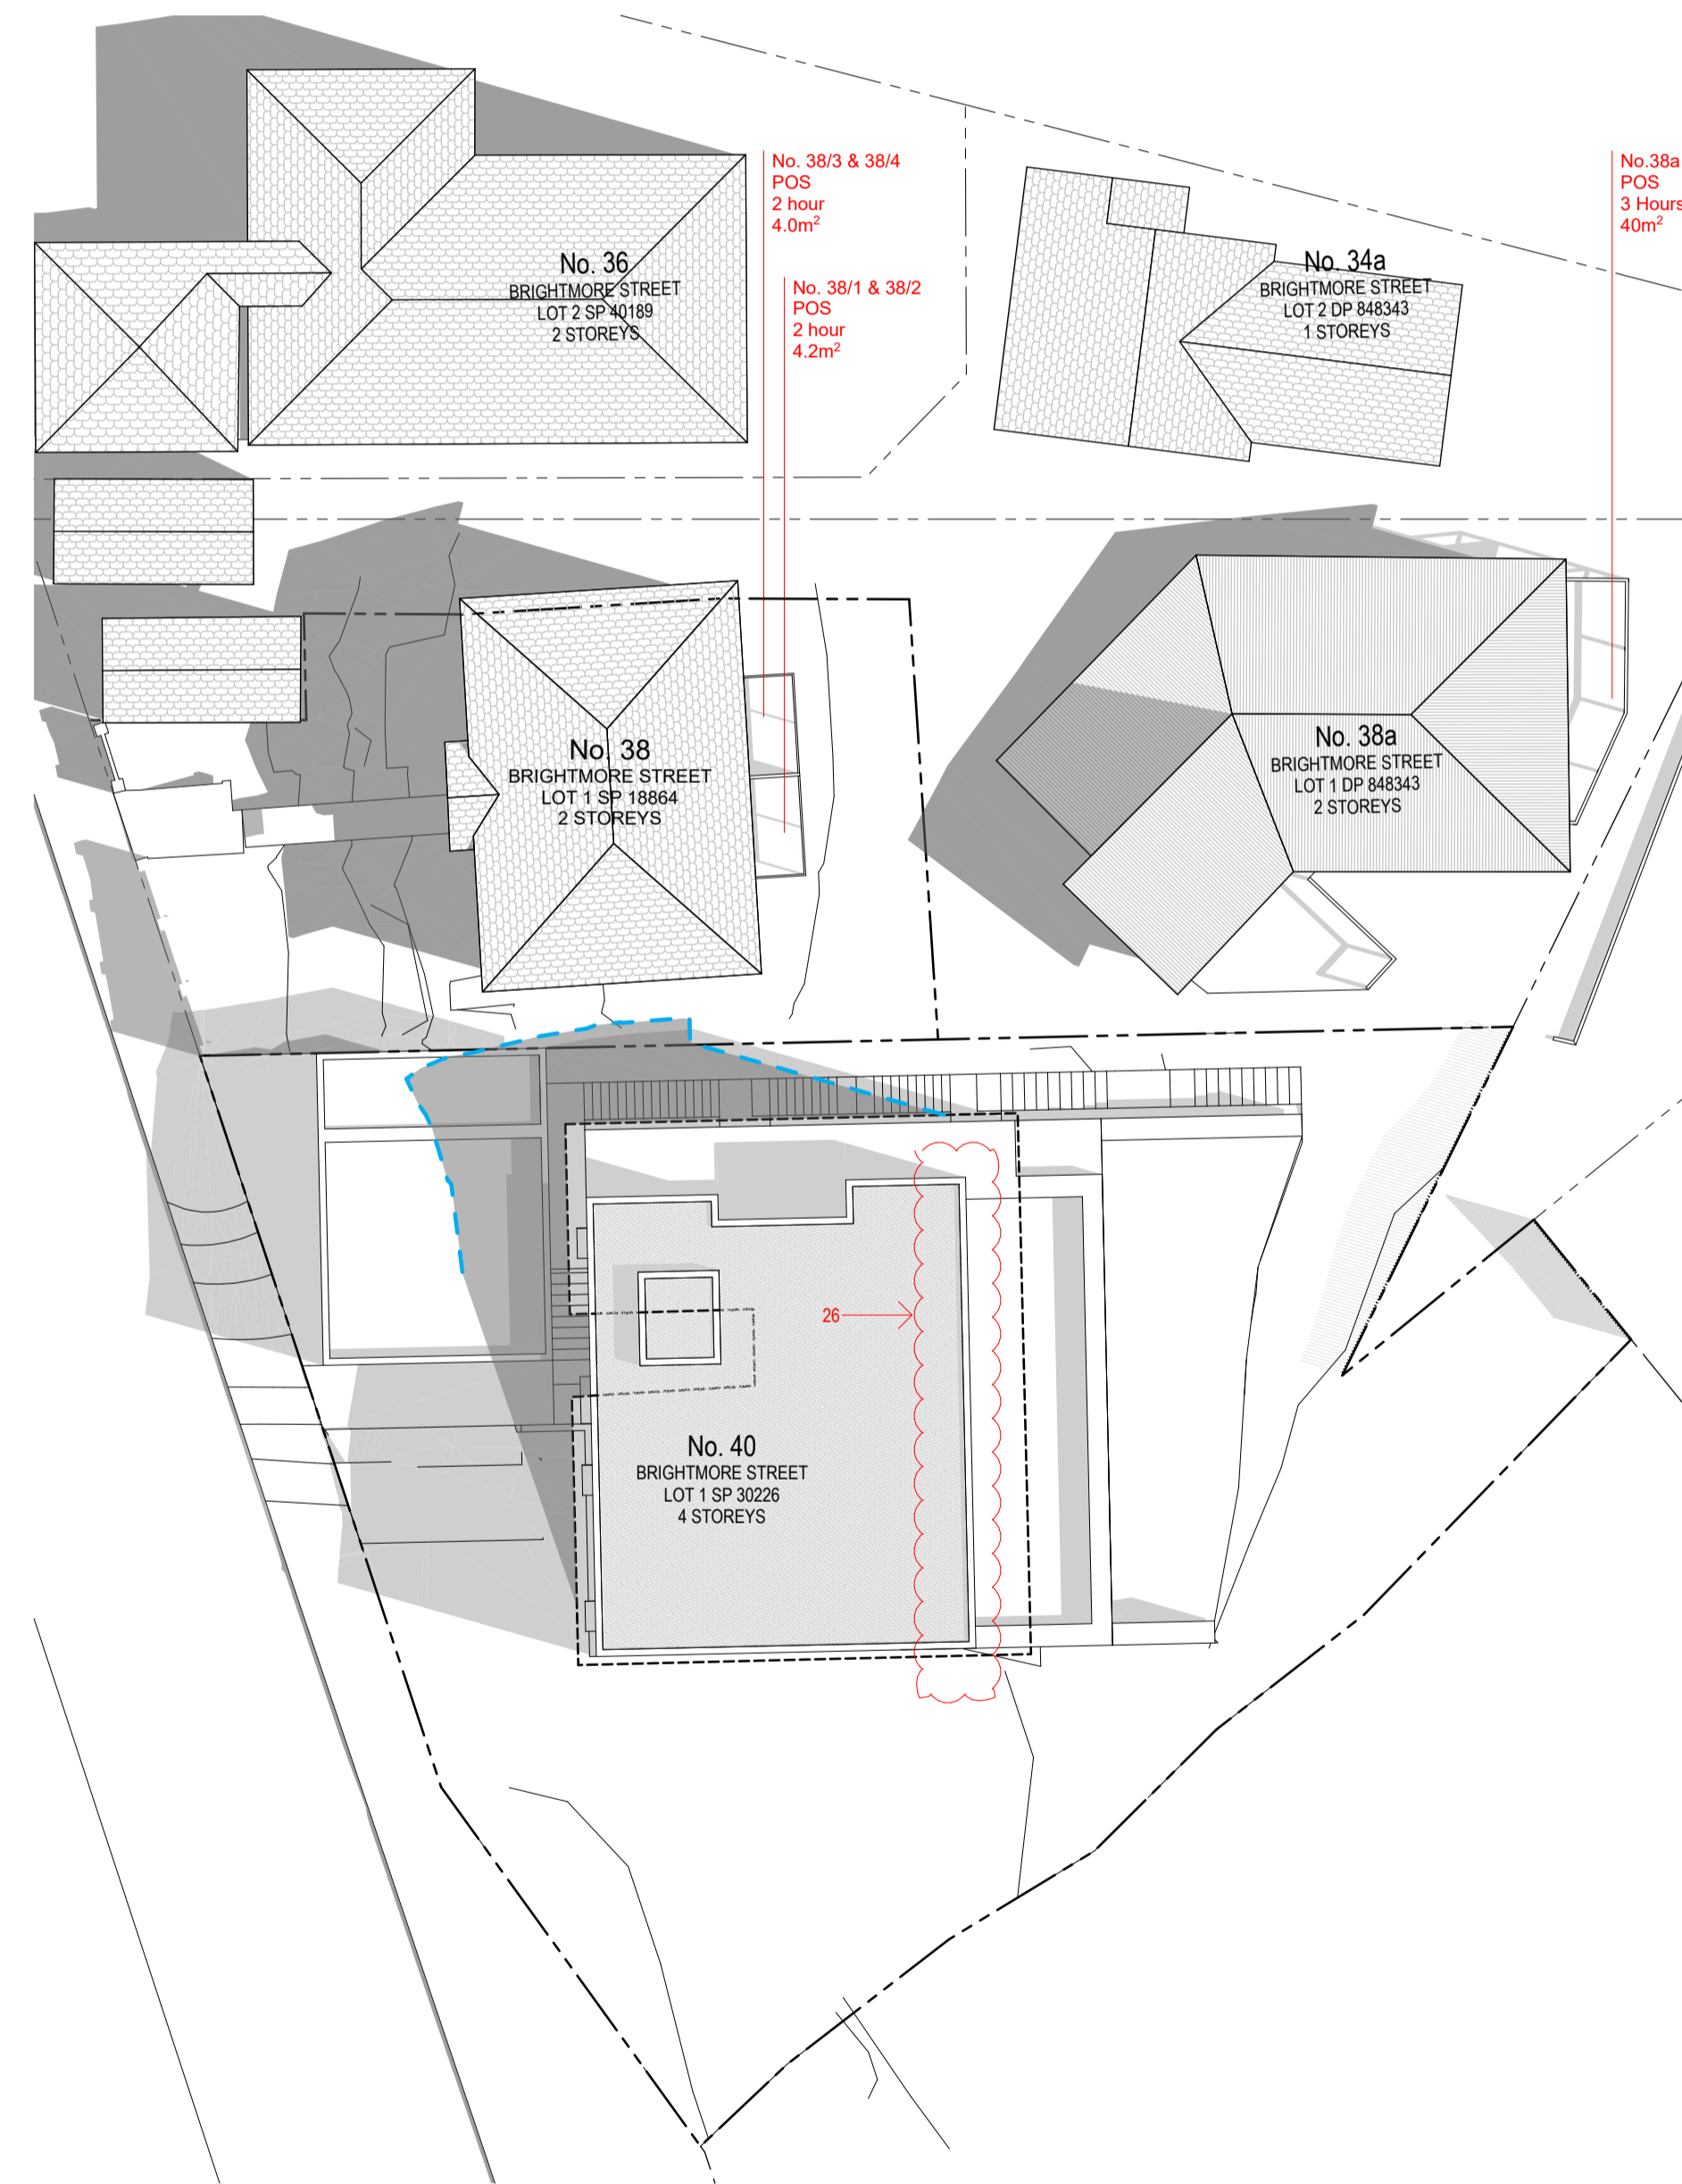 No. 38/3 & 38/4
POS
2 hour
4.0m²
No.38a
POS
3 Hours
40m²
No. 36
BRIGHTMORE STREET
LOT 2 SP 40189
2 STOREYS
No. 38/1 & 38/2
POS
2 hour
4.2m²
No. 34a
BRIGHTMORE STREET
LOT 2 DP 848343
1 STOREYS
No. 38
BRIGHTMORE STREET
LOT 1 SP 18864
2 STOREYS
No. 38a
BRIGHTMORE STREET
LOT 1 DP 848343
2 STOREYS
26
No. 40
BRIGHTMORE STREET
LOT 1 SP 30226
4 STOREYS